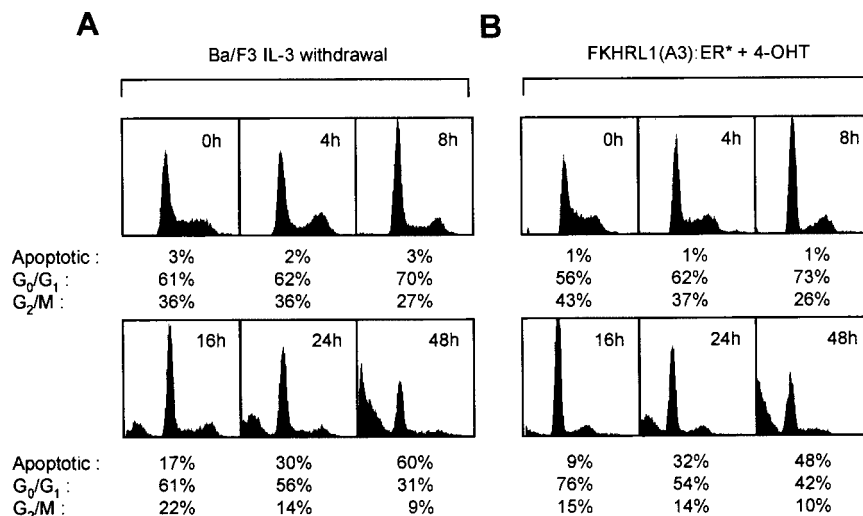 A
B
Ba/F3 IL-3 withdrawal
FKHRL1(A3):ER* + 4-OHT
0h 4h 8h 0h 4h 8h
Apoptotic : 3% 2% 3% 1% 1% 1%
G0/G1 : 61% 62% 70% 56% 62% 73%
G2/M : 36% 36% 27% 43% 37% 26%
16h 24h 48h 16h 24h 48h
Apoptotic : 17% 30% 60% 9% 32% 48%
G0/G1 : 61% 56% 31% 76% 54% 42%
G2/M : 22% 14% 9% 15% 14% 10%